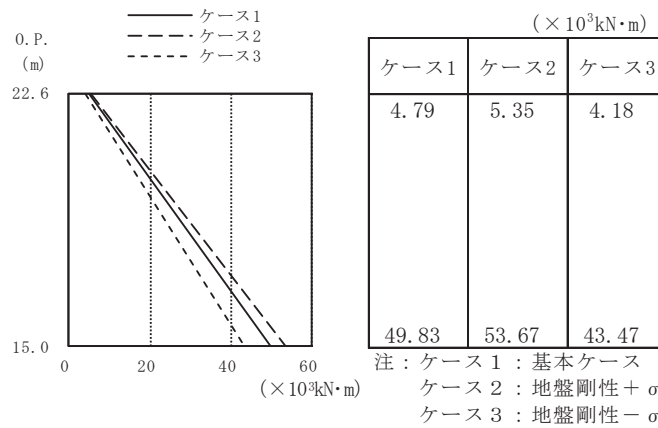 ケース1
ケース2
ケース3
O.P.
(m)
22.6
15.0
0 20 40 60
(×10³kN・m)
(×10³kN・m)
ケース1 ケース2 ケース3
4.79 5.35 4.18
49.83 53.67 43.47
注：ケース1：基本ケース
ケース2：地盤剛性＋σ
ケース3：地盤剛性－σ